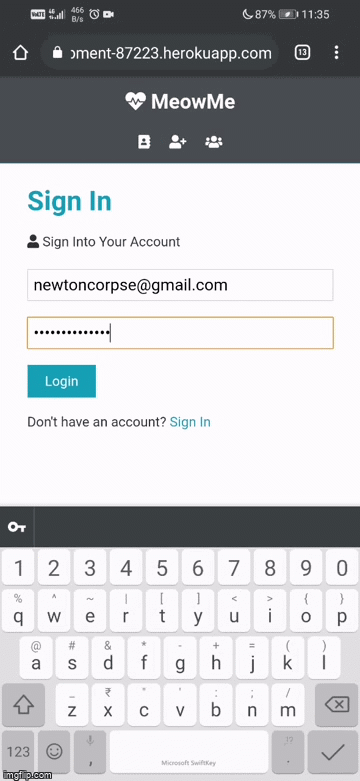 VoLTE 4G 466 B/s 87% 11:35
pment-87223.herokuapp.com 13
MeowMe
Sign In
Sign Into Your Account
newtoncorpse@gmail.com
••••••••••••••
Login
Don't have an account? Sign In
1 2 3 4 5 6 7 8 9 0
% ^ ~ | [ ] < > { }
q w e r t y u i o p
@ # & * - + = ( )
a s d f g h j k l
_ ₹ " ' : ; /
z x c v b n m
123 , Microsoft SwiftKey .
imgflip.com